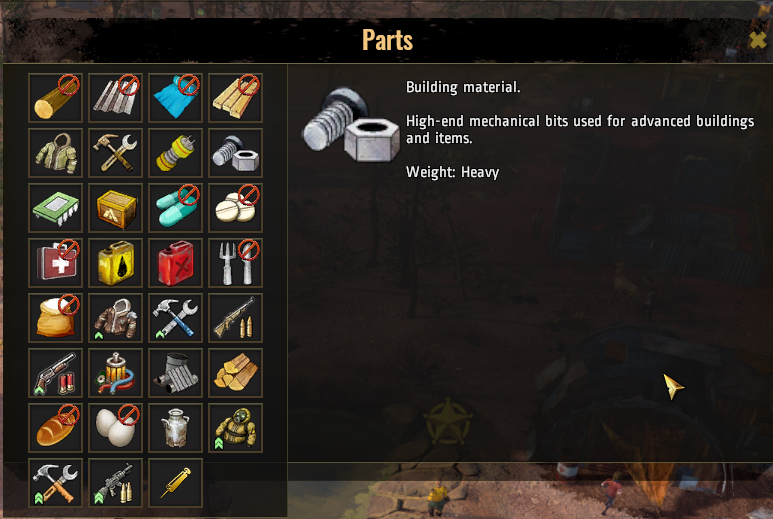 Parts
Building material.
High-end mechanical bits used for advanced buildings
and items.
Weight: Heavy